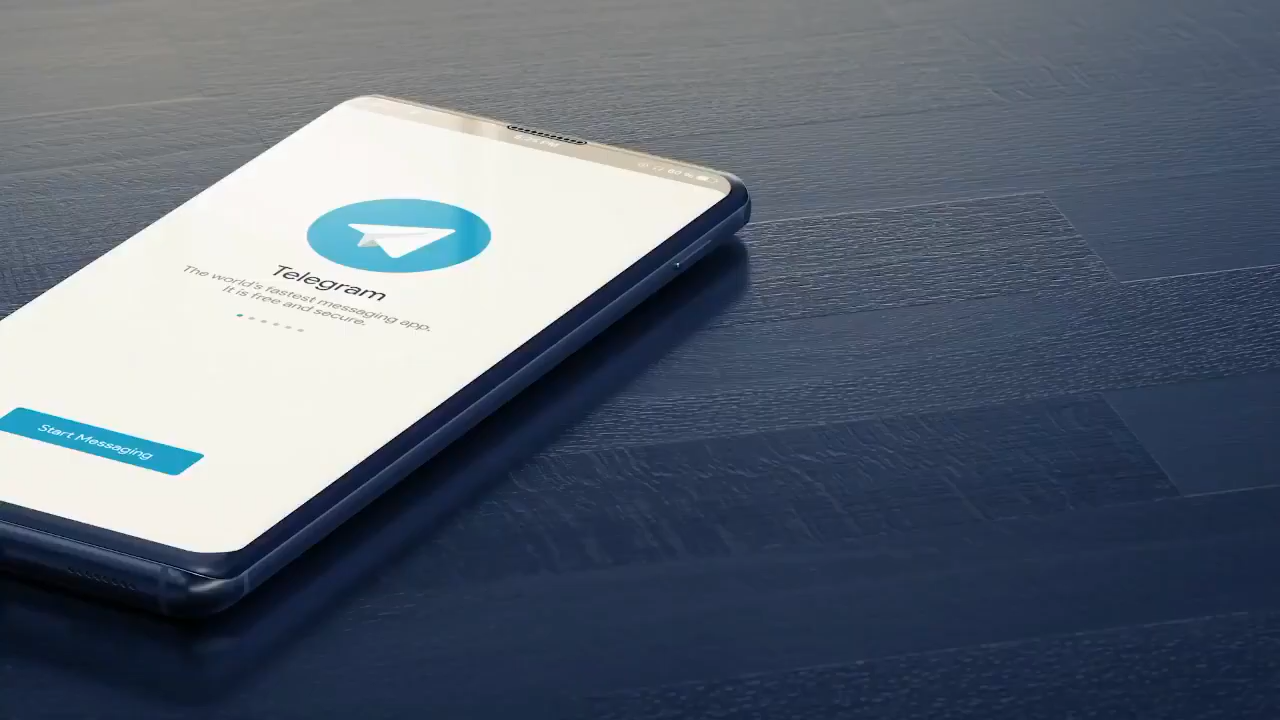 Telegram
The world's fastest messaging app.
It is free and secure.
Start Messaging